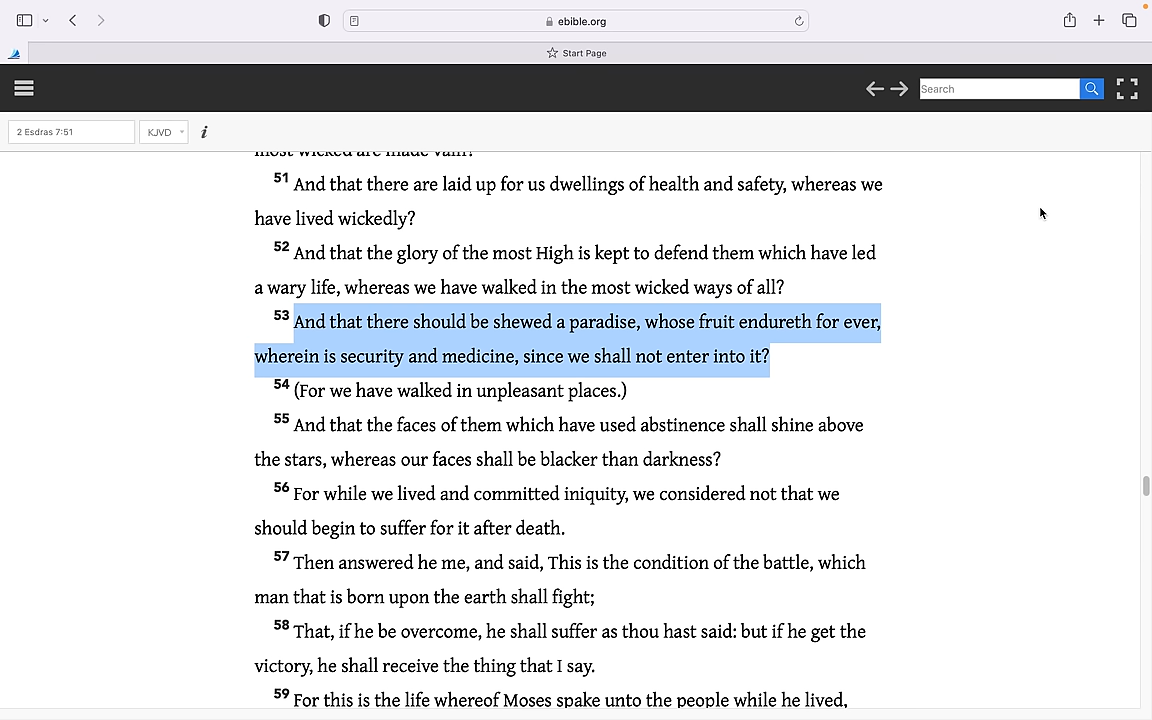 ebible.org
Start Page
Search
2 Esdras 7:51
KJVD
i
most wicked are made vain?
51 And that there are laid up for us dwellings of health and safety, whereas we
have lived wickedly?
52 And that the glory of the most High is kept to defend them which have led
a wary life, whereas we have walked in the most wicked ways of all?
53 And that there should be shewed a paradise, whose fruit endureth for ever,
wherein is security and medicine, since we shall not enter into it?
54 (For we have walked in unpleasant places.)
55 And that the faces of them which have used abstinence shall shine above
the stars, whereas our faces shall be blacker than darkness?
56 For while we lived and committed iniquity, we considered not that we
should begin to suffer for it after death.
57 Then answered he me, and said, This is the condition of the battle, which
man that is born upon the earth shall fight;
58 That, if he be overcome, he shall suffer as thou hast said: but if he get the
victory, he shall receive the thing that I say.
59 For this is the life whereof Moses spake unto the people while he lived,